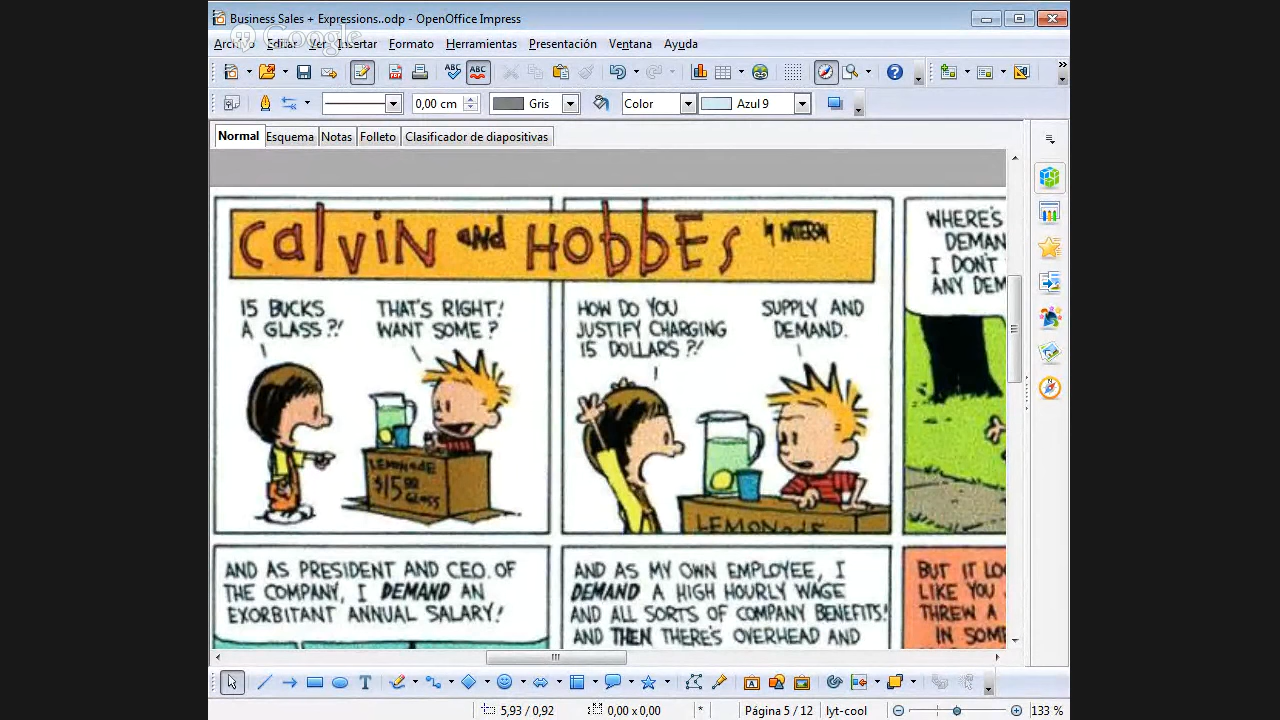 Business Sales + Expressions..odp - OpenOffice Impress
Google
Archivo Editar Ver Insertar Formato Herramientas Presentación Ventana Ayuda
0,00 cm Gris Color Azul 9
Normal Esquema Notas Folleto Clasificador de diapositivas
calviN and HobbEs by WATTERSON
15 BUCKS
A GLASS?!
THAT'S RIGHT!
WANT SOME?
LEMONADE
$15.00
GLASS
HOW DO YOU
JUSTIFY CHARGING
15 DOLLARS?!
SUPPLY AND
DEMAND.
LEMONADE
WHERE'S
DEMAN
I DON'T
ANY DEM
AND AS PRESIDENT AND CEO. OF
THE COMPANY, I DEMAND AN
EXORBITANT ANNUAL SALARY!
AND AS MY OWN EMPLOYEE, I
DEMAND A HIGH HOURLY WAGE
AND ALL SORTS OF COMPANY BENEFITS!
AND THEN THERE'S OVERHEAD AND
BUT IT LO
LIKE YOU
THREW A
IN SOM
5,93 / 0,92 0,00 x 0,00 * Página 5 / 12 lyt-cool 133 %